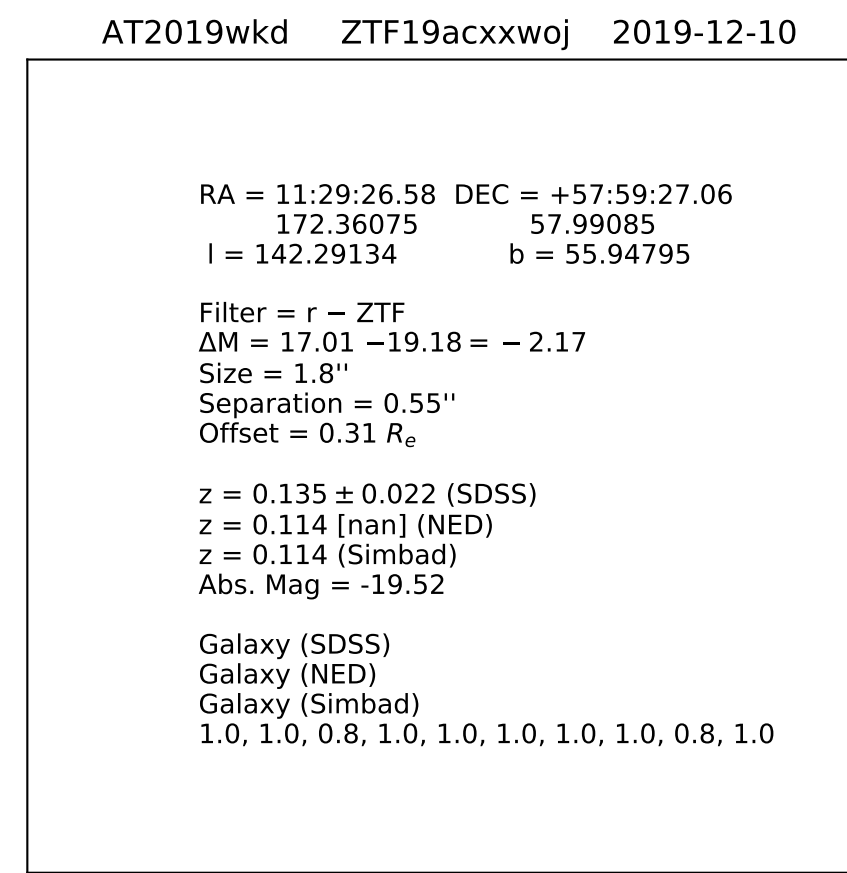 AT2019wkd ZTF19acxxwoj 2019-12-10
RA = 11:29:26.58 DEC = +57:59:27.06
172.36075 57.99085
l = 142.29134 b = 55.94795
Filter = r − ZTF
ΔM = 17.01 −19.18 = − 2.17
Size = 1.8''
Separation = 0.55''
Offset = 0.31 Re
z = 0.135 ± 0.022 (SDSS)
z = 0.114 [nan] (NED)
z = 0.114 (Simbad)
Abs. Mag = -19.52
Galaxy (SDSS)
Galaxy (NED)
Galaxy (Simbad)
1.0, 1.0, 0.8, 1.0, 1.0, 1.0, 1.0, 1.0, 0.8, 1.0